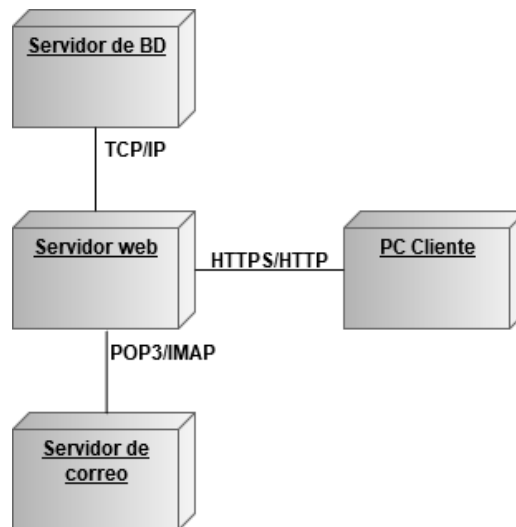 Servidor de BD
TCP/IP
Servidor web
HTTPS/HTTP
PC Cliente
POP3/IMAP
Servidor de
correo